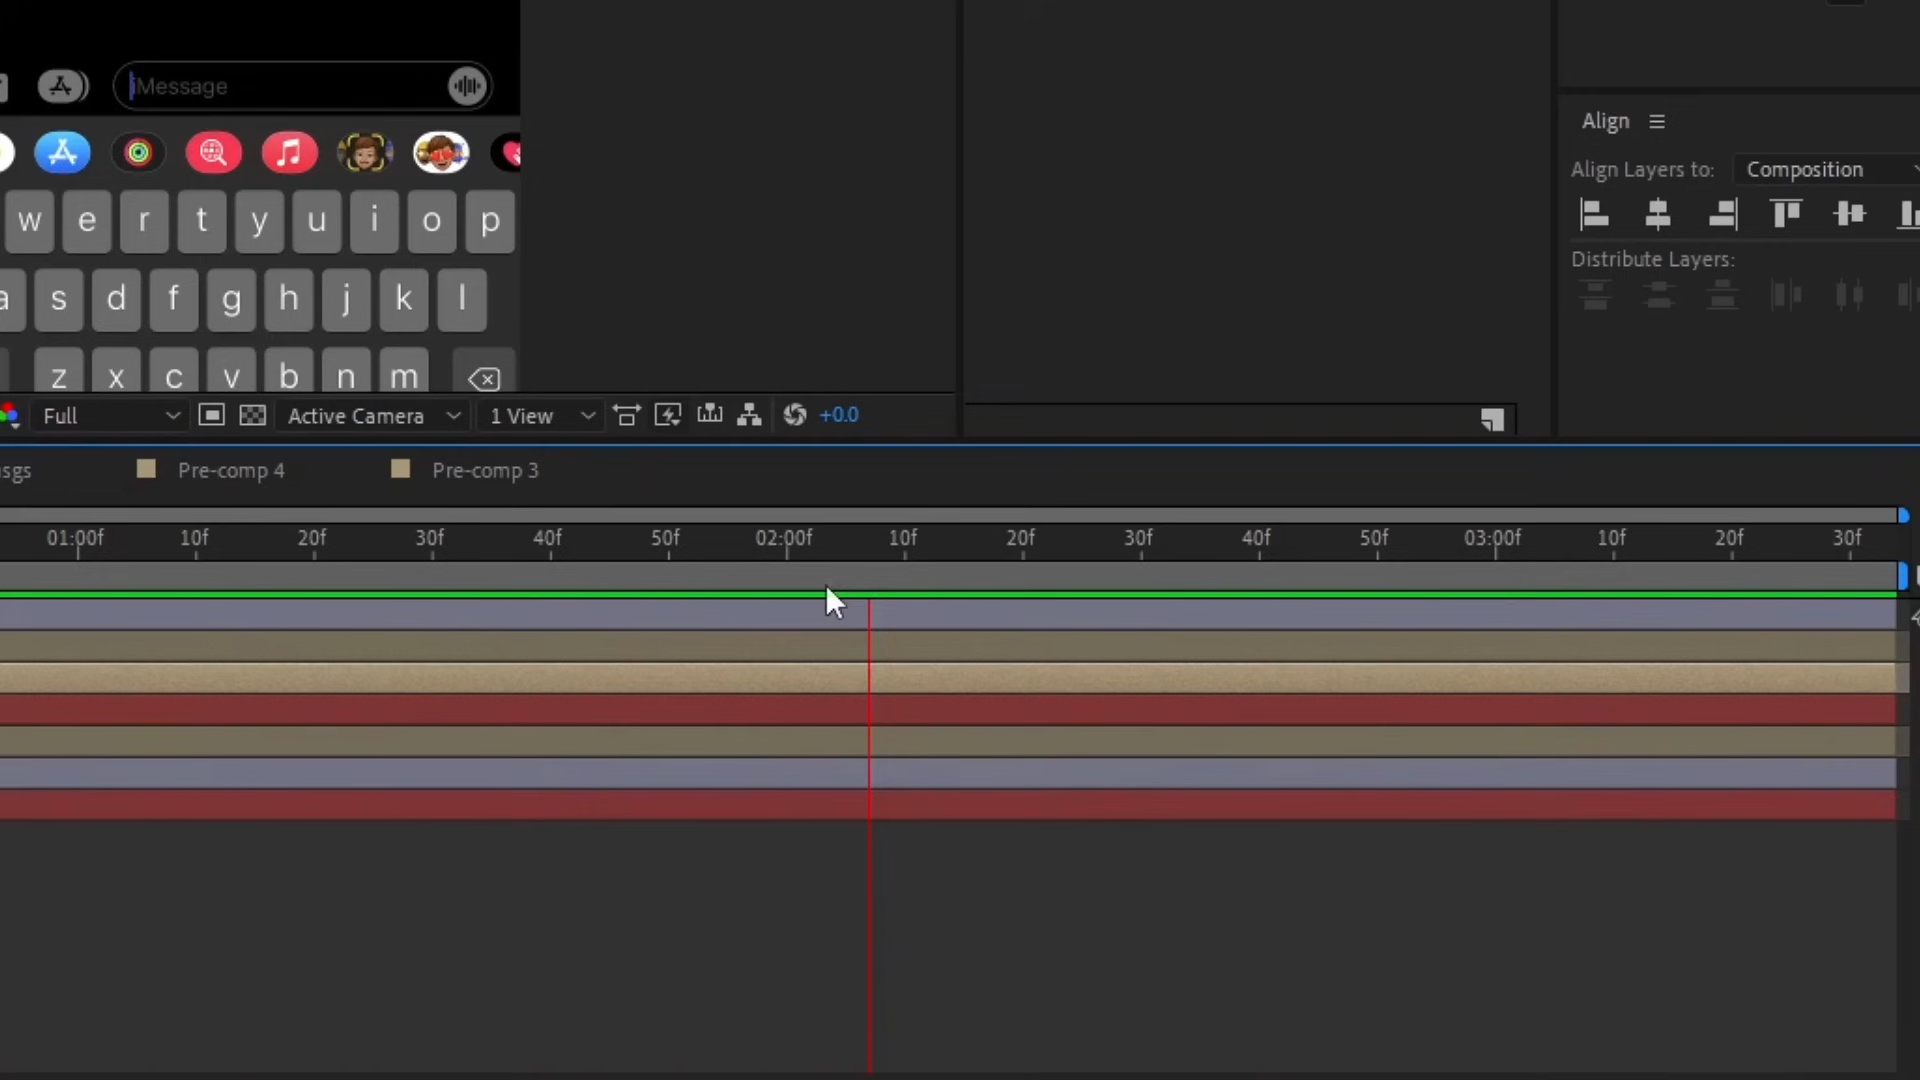 iMessage
w e r t y u i o p
a s d f g h j k l
z x c v b n m
Full Active Camera 1 View +0.0
Align
Align Layers to: Composition
Distribute Layers:
sgs Pre-comp 4 Pre-comp 3
01:00f 10f 20f 30f 40f 50f 02:00f 10f 20f 30f 40f 50f 03:00f 10f 20f 30f